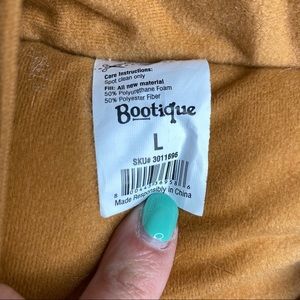 Care Instructions:
Spot clean only
Fill: All new material
50% Polyurethane Foam
50% Polyester Fiber
Bootique
L
SKU# 3011696
Made Responsibly in China